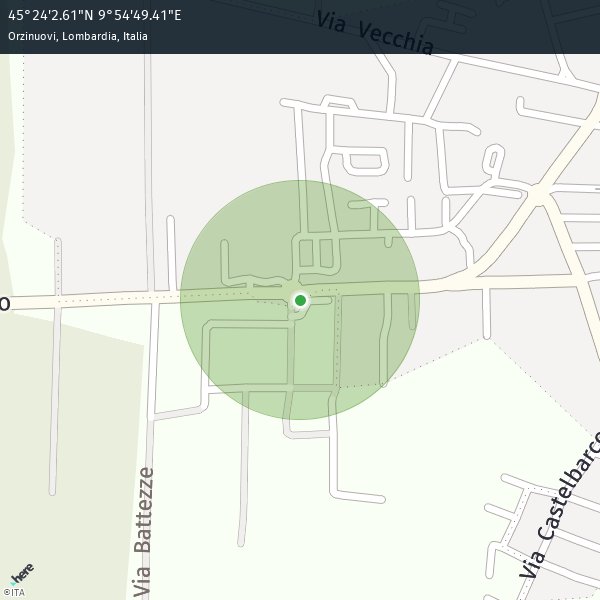 45°24'2.61"N 9°54'49.41"E
Orzinuovi, Lombardia, Italia
Via Vecchia
o
Via Battezze
Via Castelbarco
here
©ITA